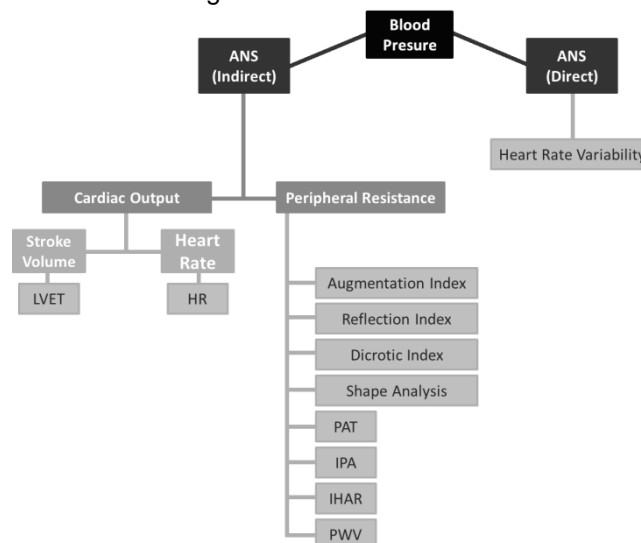 Blood
Presure
ANS
(Indirect)
ANS
(Direct)
Heart Rate Variability
Cardiac Output
Peripheral Resistance
Stroke
Volume
Heart
Rate
LVET
HR
Augmentation Index
Reflection Index
Dicrotic Index
Shape Analysis
PAT
IPA
IHAR
PWV